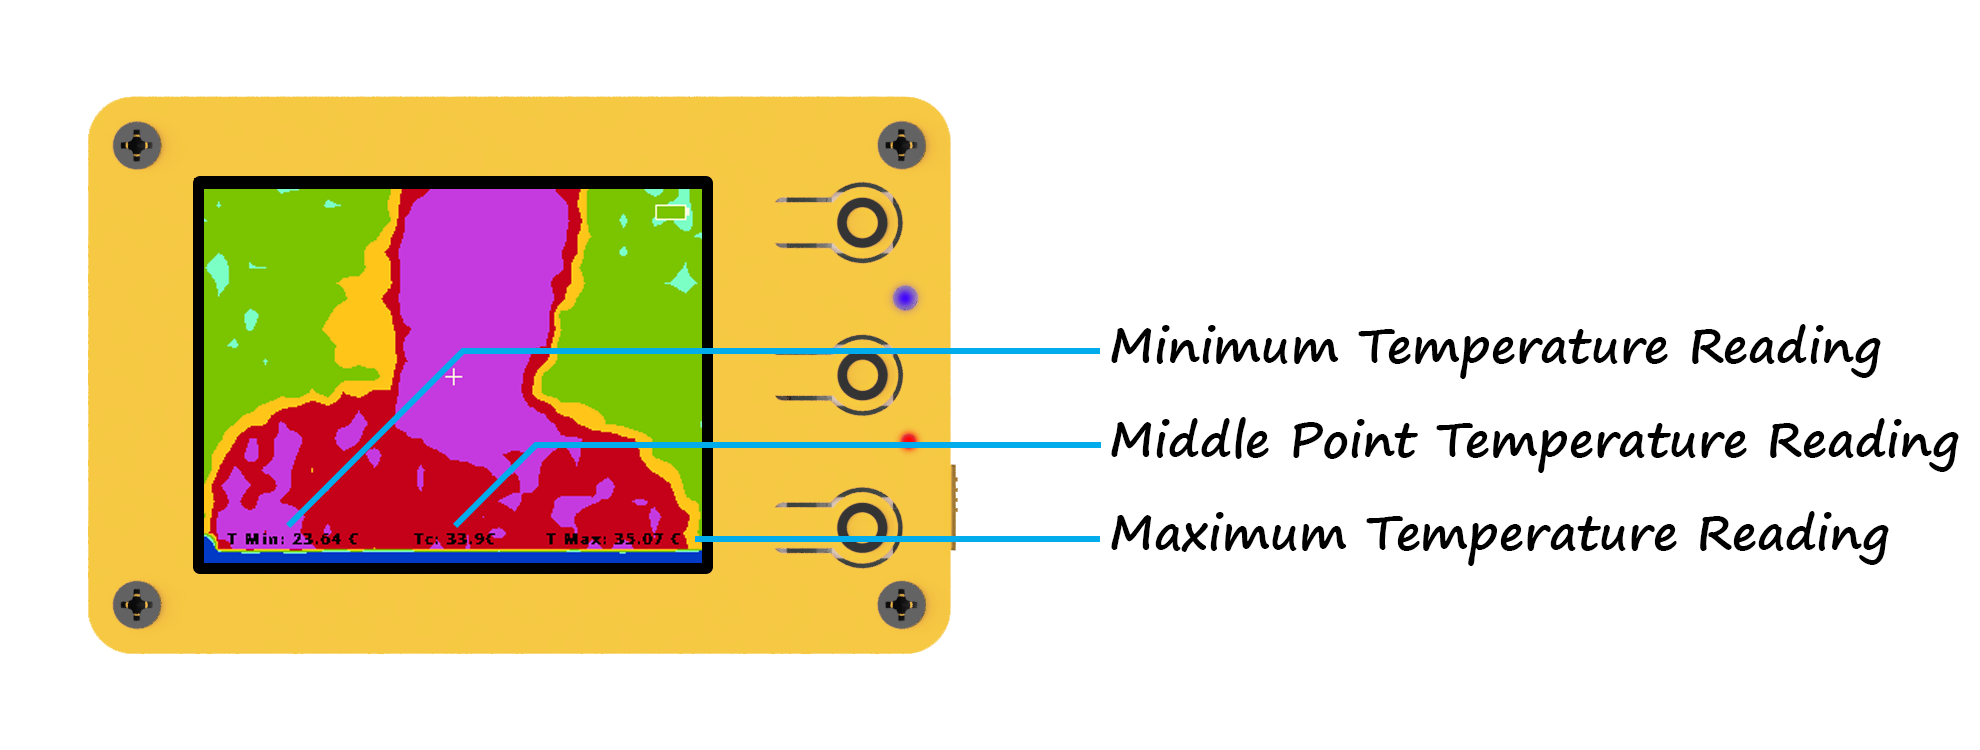 Minimum Temperature Reading
Middle Point Temperature Reading
Maximum Temperature Reading
T Min: 23.64 C Tc: 33.9C T Max: 35.07 C